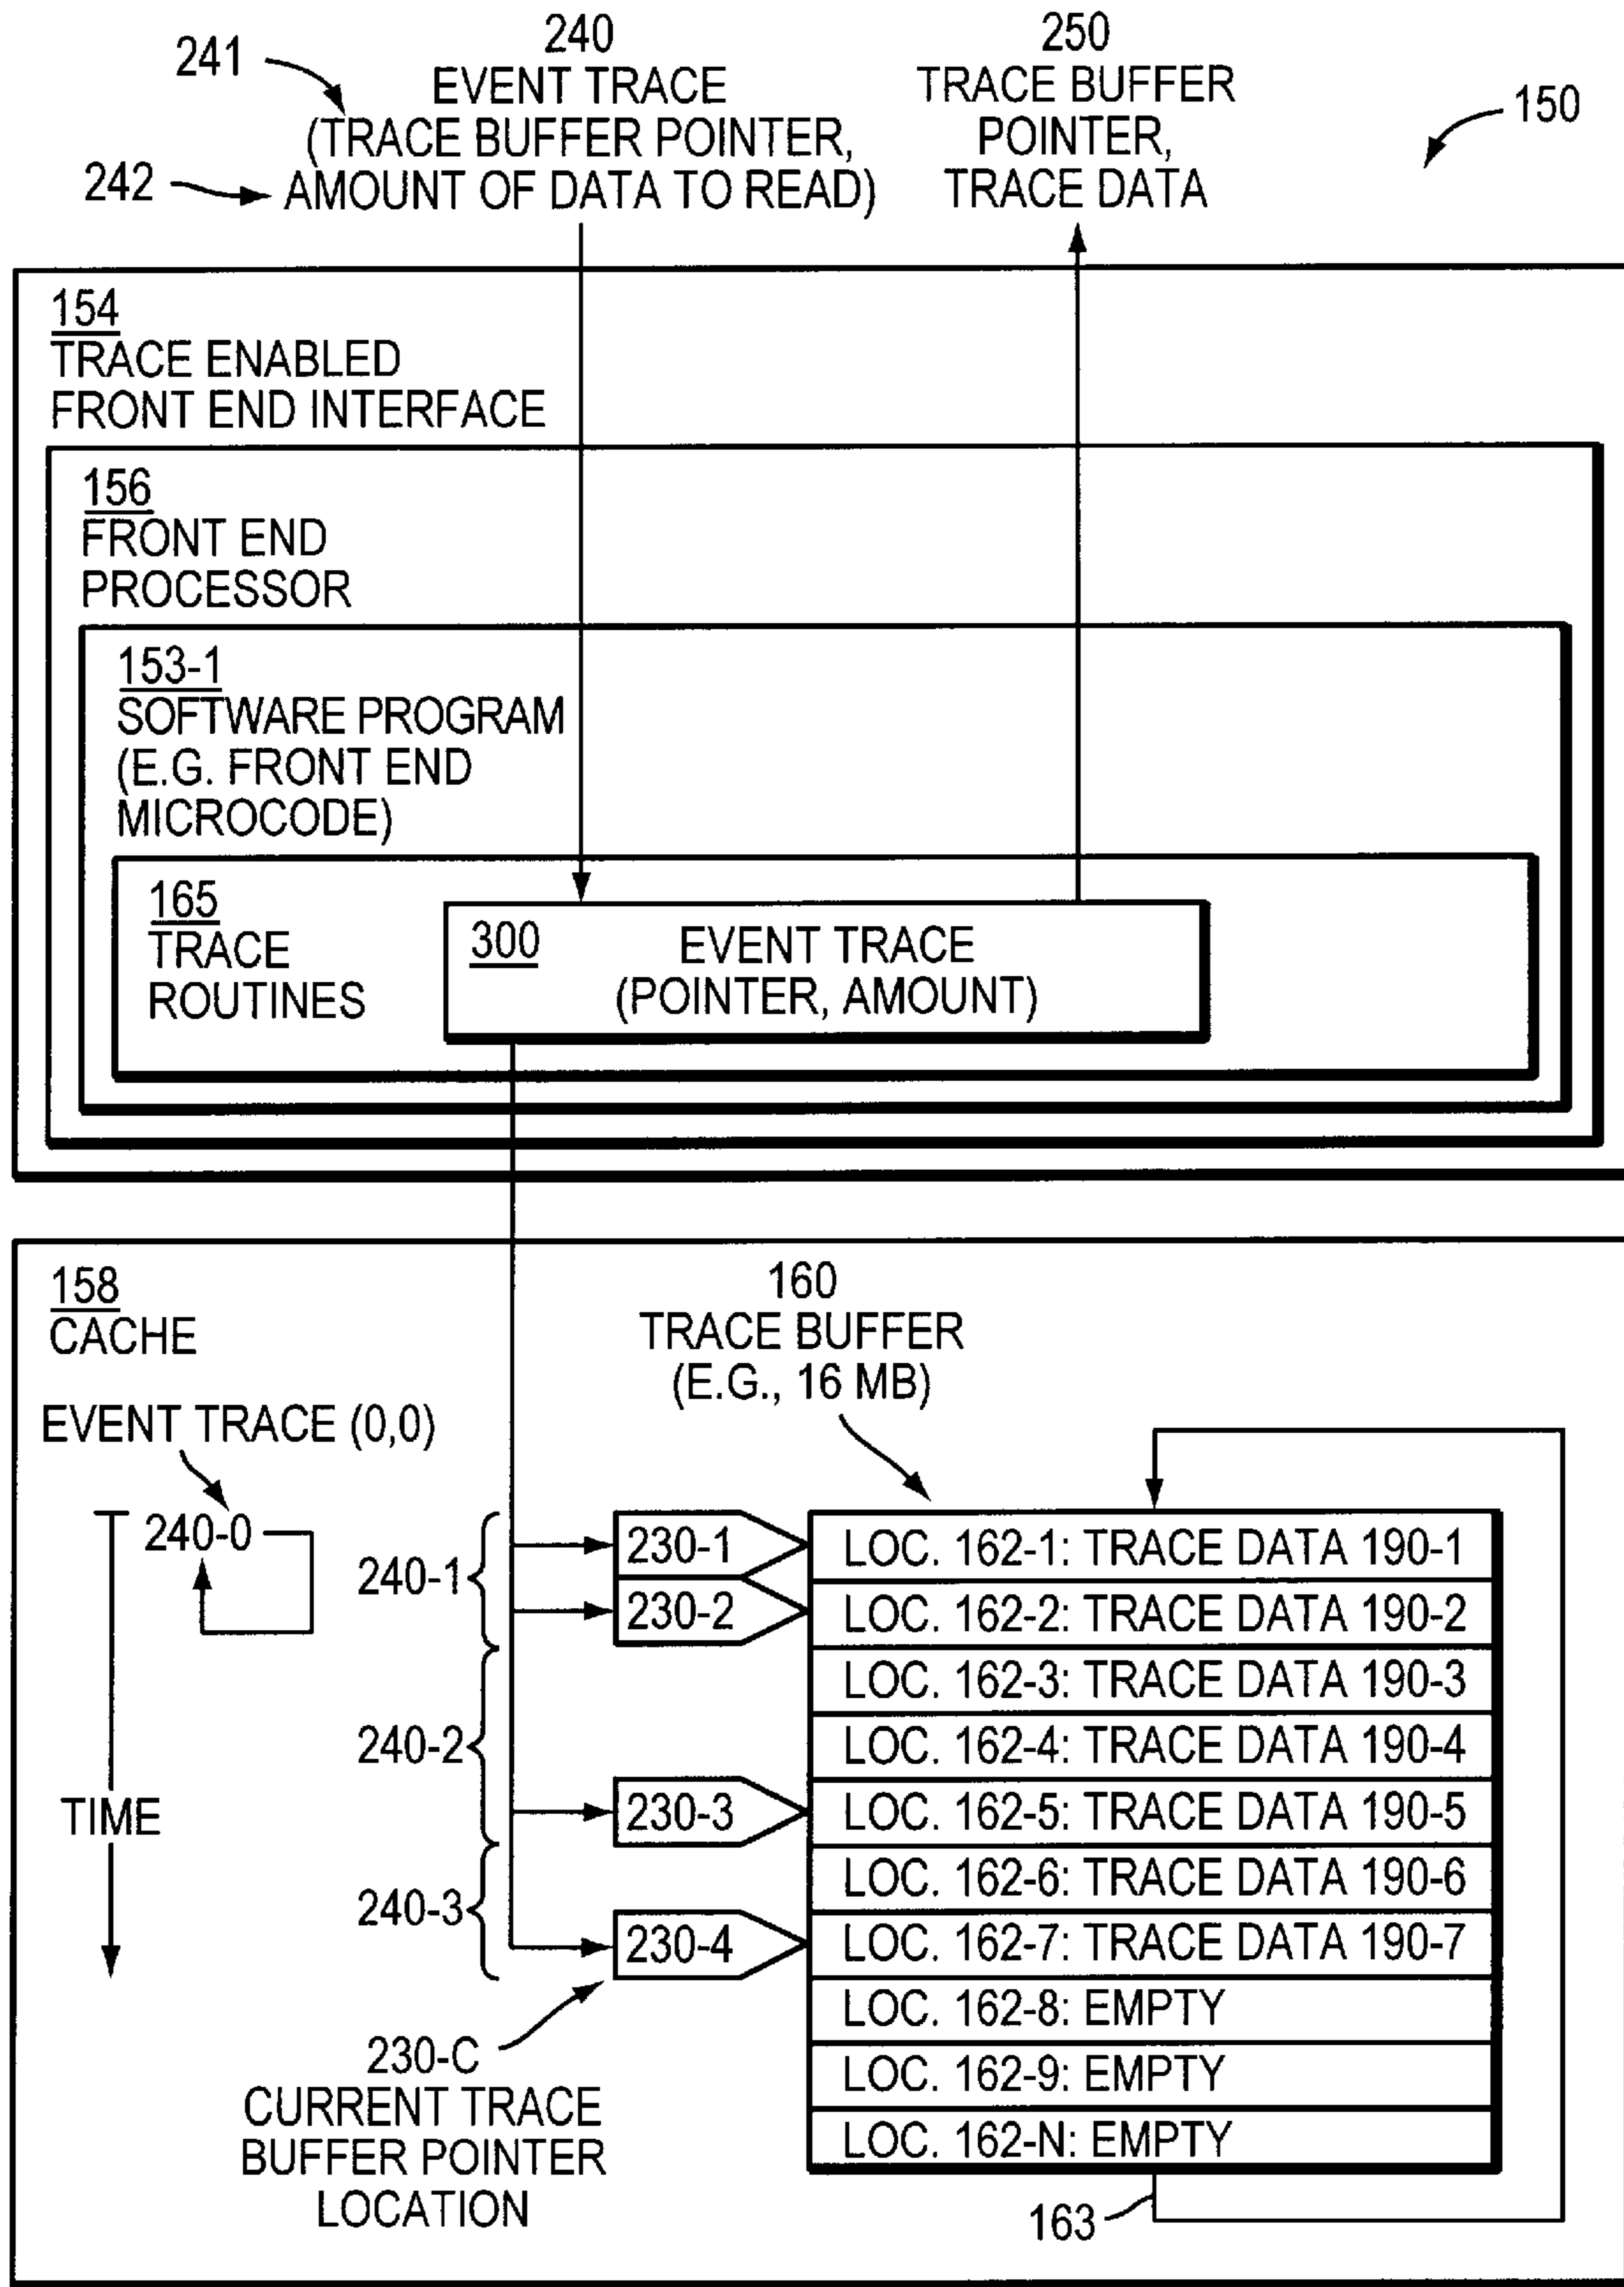 240
241
EVENT TRACE
(TRACE BUFFER POINTER,
242
AMOUNT OF DATA TO READ)
250
TRACE BUFFER
POINTER,
TRACE DATA
150
154
TRACE ENABLED
FRONT END INTERFACE
156
FRONT END
PROCESSOR
153-1
SOFTWARE PROGRAM
(E.G. FRONT END
MICROCODE)
165
TRACE
ROUTINES
300 EVENT TRACE
(POINTER, AMOUNT)
158
CACHE
160
TRACE BUFFER
(E.G., 16 MB)
EVENT TRACE (0,0)
240-0
TIME
240-1
240-2
240-3
230-1
230-2
230-3
230-4
230-C
CURRENT TRACE
BUFFER POINTER
LOCATION
LOC. 162-1: TRACE DATA 190-1
LOC. 162-2: TRACE DATA 190-2
LOC. 162-3: TRACE DATA 190-3
LOC. 162-4: TRACE DATA 190-4
LOC. 162-5: TRACE DATA 190-5
LOC. 162-6: TRACE DATA 190-6
LOC. 162-7: TRACE DATA 190-7
LOC. 162-8: EMPTY
LOC. 162-9: EMPTY
LOC. 162-N: EMPTY
163